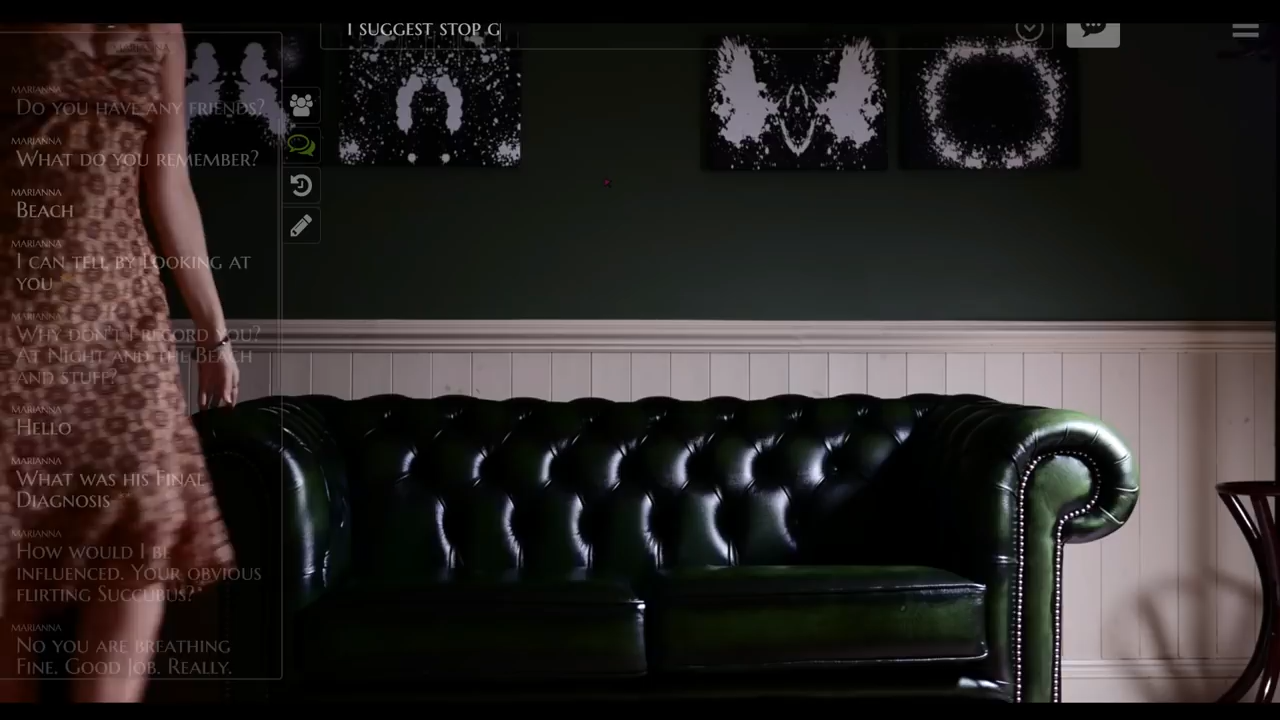 I suggest stop g
Marianna
Marianna
Do you have any friends?
Marianna
What do you remember?
Marianna
Beach
Marianna
I can tell by looking at
you
Marianna
Why don't I record you?
At Night and the Beach
and stuff?
Marianna
Hello
Marianna
What was his Final
Diagnosis
Marianna
How would I be
influenced. Your obvious
flirting Succubus?
Marianna
No you are breathing
Fine. Good Job. Really.